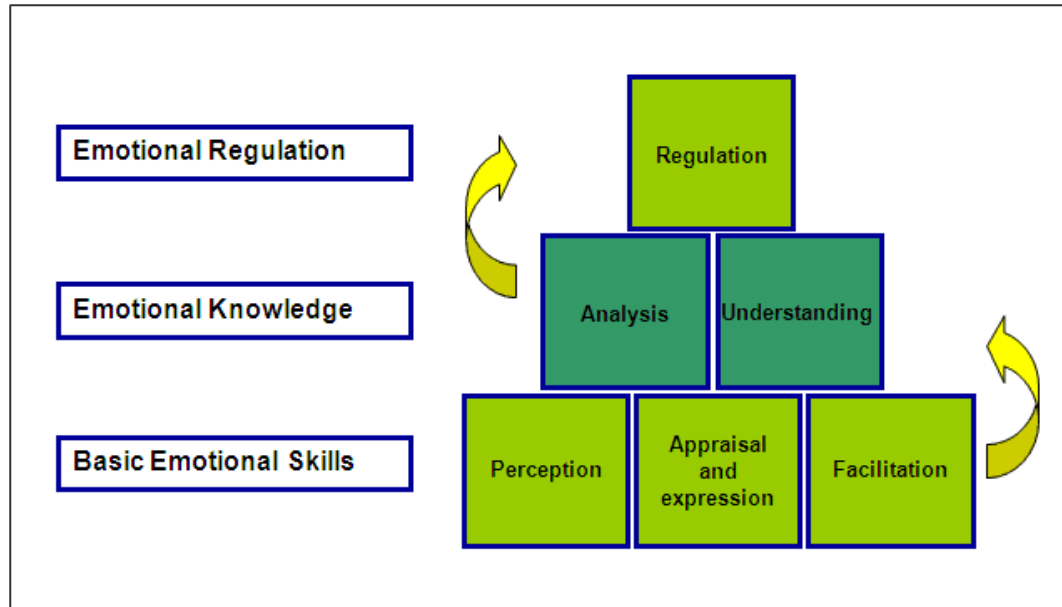 Emotional Regulation
Regulation
Emotional Knowledge
Analysis
Understanding
Basic Emotional Skills
Perception
Appraisal
and
expression
Facilitation